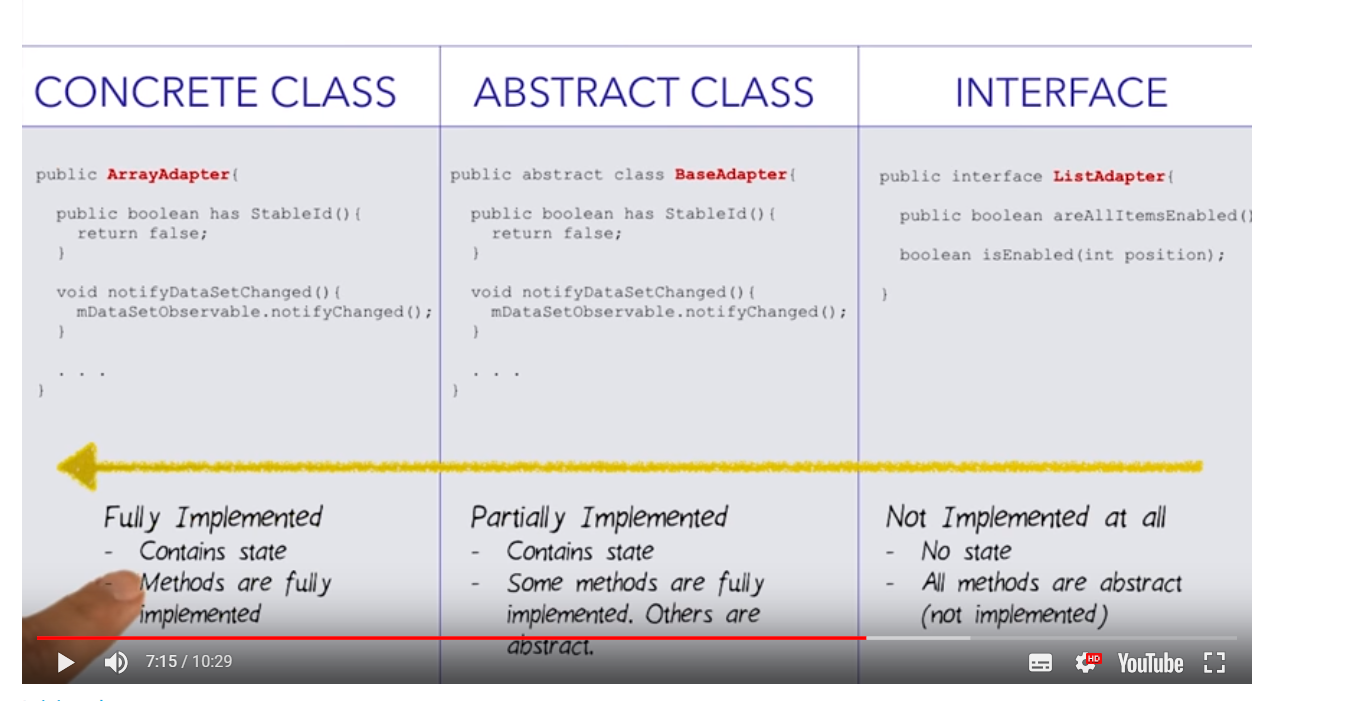 CONCRETE CLASS
public ArrayAdapter{
public boolean has StableId(){
return false;
}
void notifyDataSetChanged(){
mDataSetObservable.notifyChanged();
}
. . .
}
Fully Implemented
- Contains state
- Methods are fully
implemented
ABSTRACT CLASS
public abstract class BaseAdapter{
public boolean has StableId(){
return false;
}
void notifyDataSetChanged(){
mDataSetObservable.notifyChanged();
}
. . .
}
Partially Implemented
- Contains state
- Some methods are fully
implemented. Others are
abstract.
INTERFACE
public interface ListAdapter{
public boolean areAllItemsEnabled()
boolean isEnabled(int position);
}
Not Implemented at all
- No state
- All methods are abstract
(not implemented)
7:15 / 10:29
HD
YouTube